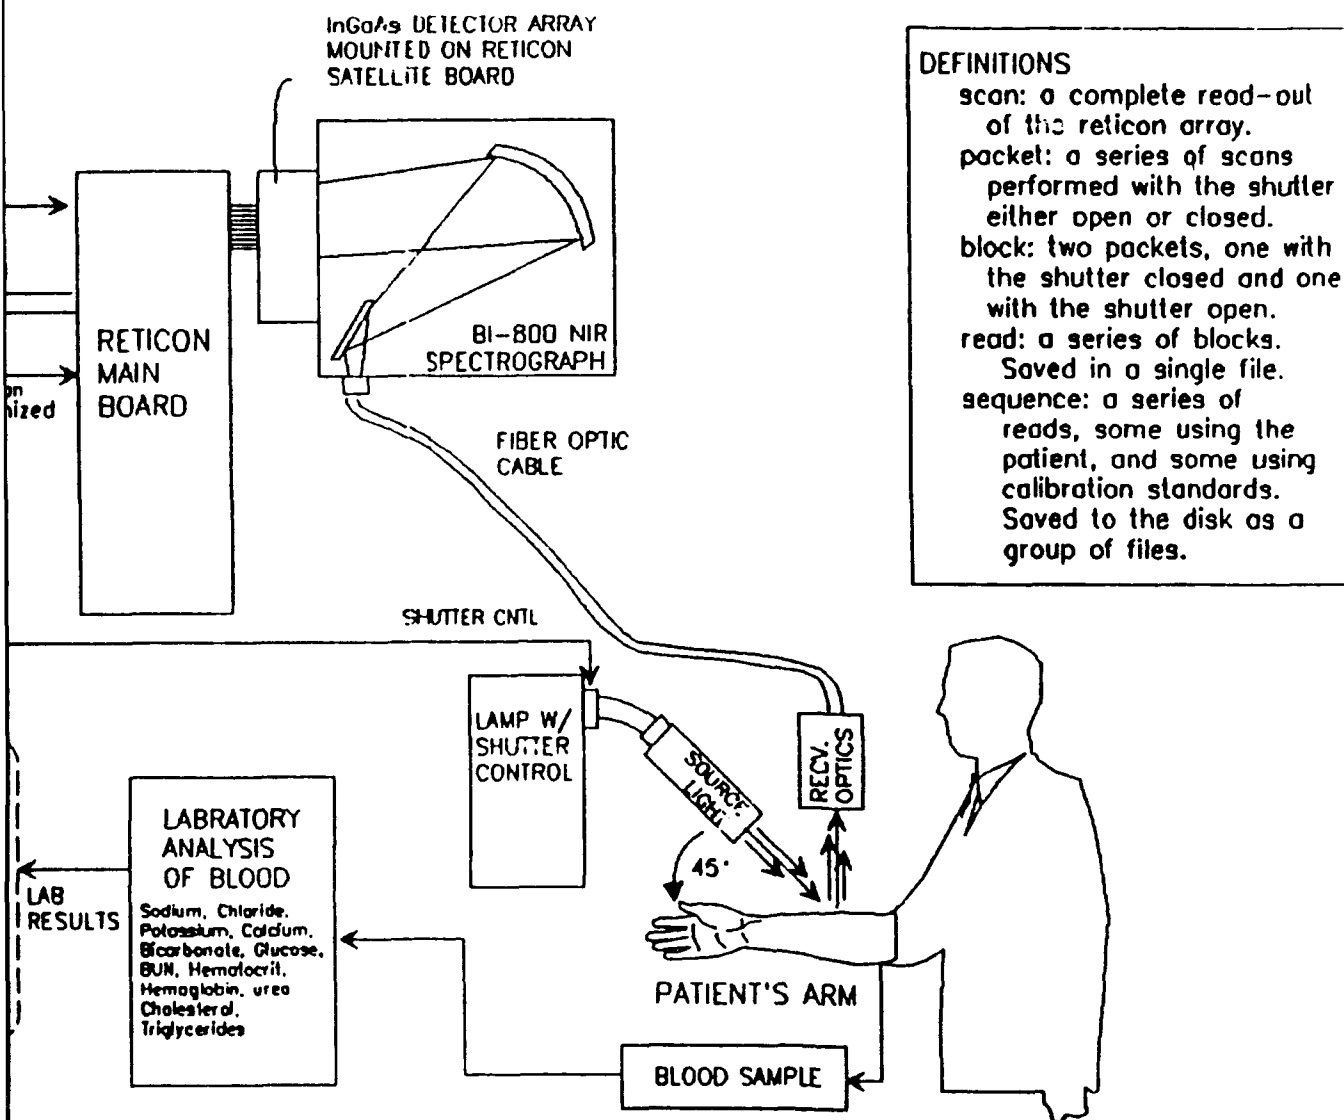 InGaAs DETECTOR ARRAY
MOUNTED ON RETICON
SATELLITE BOARD
DEFINITIONS
scan: a complete read-out
of the reticon array.
packet: a series of scans
performed with the shutter
either open or closed.
block: two packets, one with
the shutter closed and one
with the shutter open.
read: a series of blocks.
Saved in a single file.
sequence: a series of
reads, some using the
patient, and some using
calibration standards.
Saved to the disk as a
group of files.
RETICON
MAIN
BOARD
BI-800 NIR
SPECTROGRAPH
FIBER OPTIC
CABLE
SHUTTER CNTL
LAMP W/
SHUTTER
CONTROL
SOURCE
LIGHT
RECV.
OPTICS
45°
LABRATORY
ANALYSIS
OF BLOOD
Sodium, Chloride,
Potassium, Calcium,
Bicarbonate, Glucose,
BUN, Hematocrit,
Hemoglobin, urea
Cholesterol,
Triglycerides
LAB
RESULTS
PATIENT'S ARM
BLOOD SAMPLE